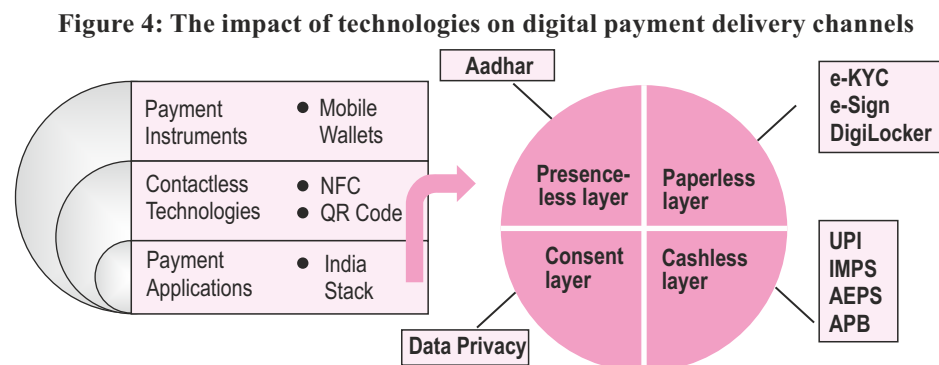 Figure 4: The impact of technologies on digital payment delivery channels
Payment
Instruments
● Mobile
Wallets
Contactless
Technologies
● NFC
● QR Code
Payment
Applications
● India
Stack
Aadhar
Presence-
less layer
Paperless
layer
Consent
layer
Cashless
layer
e-KYC
e-Sign
DigiLocker
UPI
IMPS
AEPS
APB
Data Privacy